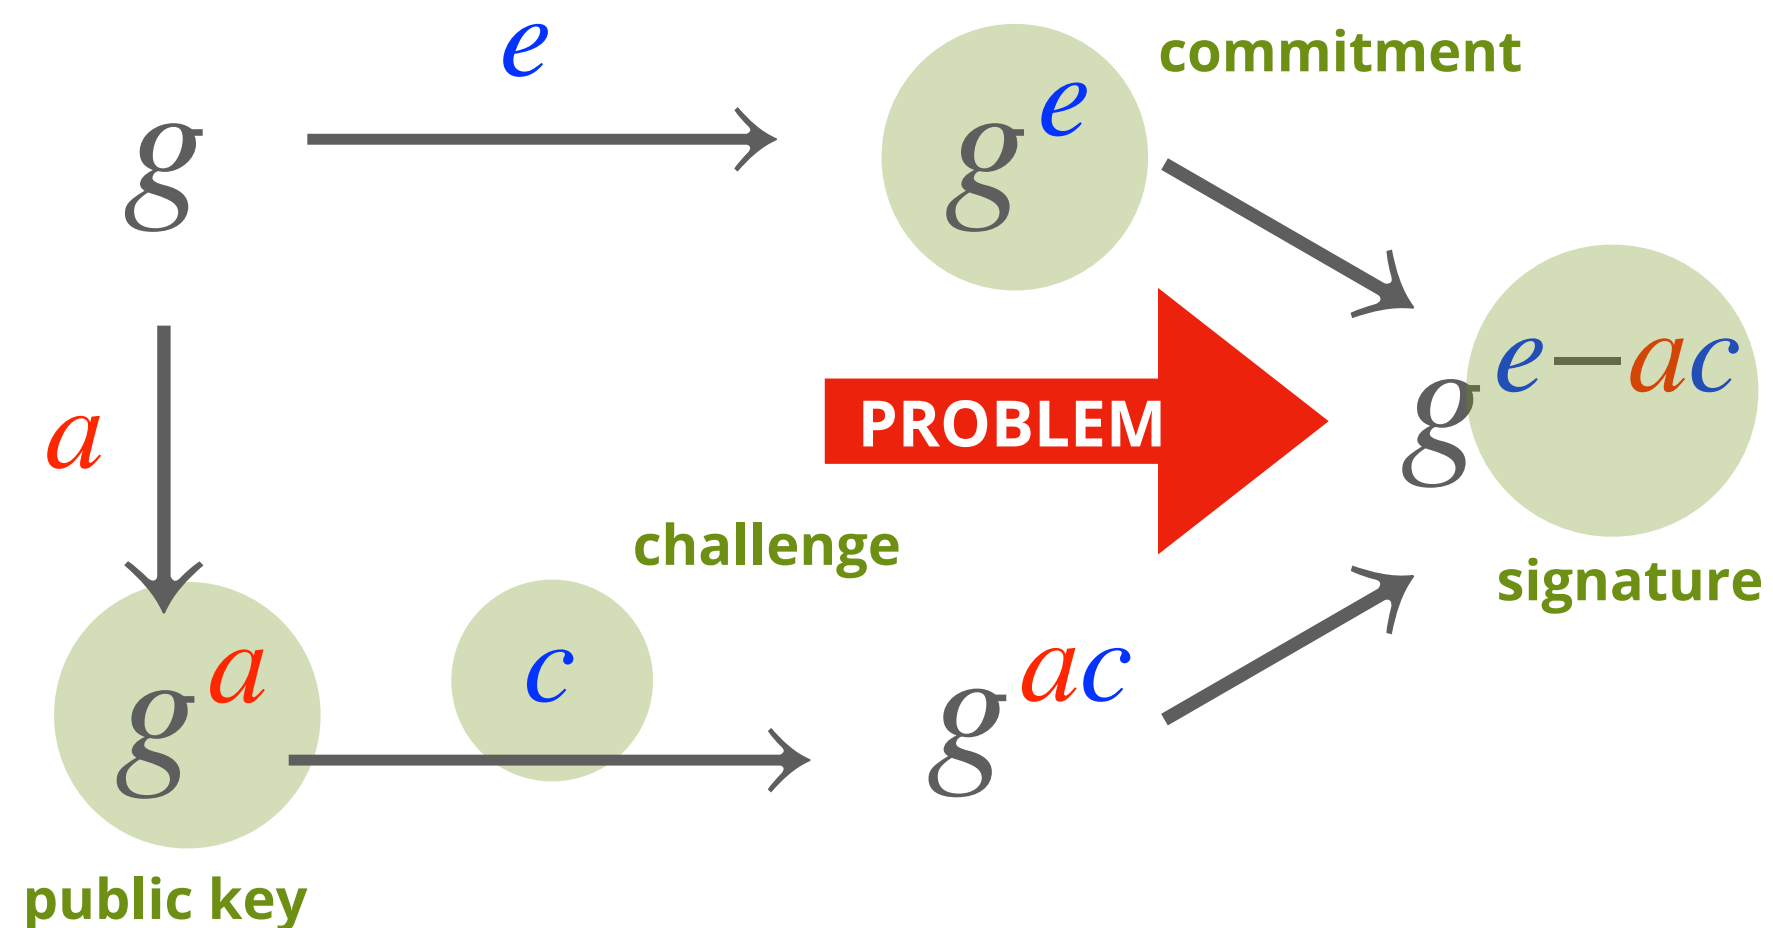 e
commitment
g
g^e
PROBLEM
g^{e-ac}
a
challenge
signature
g^a
c
g^{ac}
public key